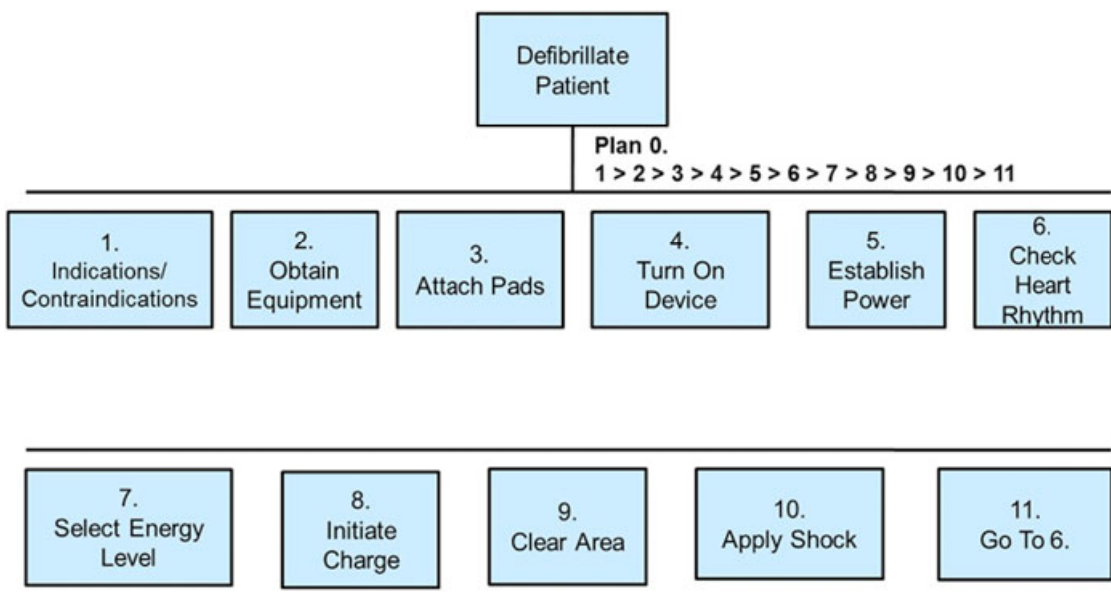 Defibrillate
Patient
Plan 0.
1 > 2 > 3 > 4 > 5 > 6 > 7 > 8 > 9 > 10 > 11
1.
Indications/
Contraindications
2.
Obtain
Equipment
3.
Attach Pads
4.
Turn On
Device
5.
Establish
Power
6.
Check
Heart
Rhythm
7.
Select Energy
Level
8.
Initiate
Charge
9.
Clear Area
10.
Apply Shock
11.
Go To 6.